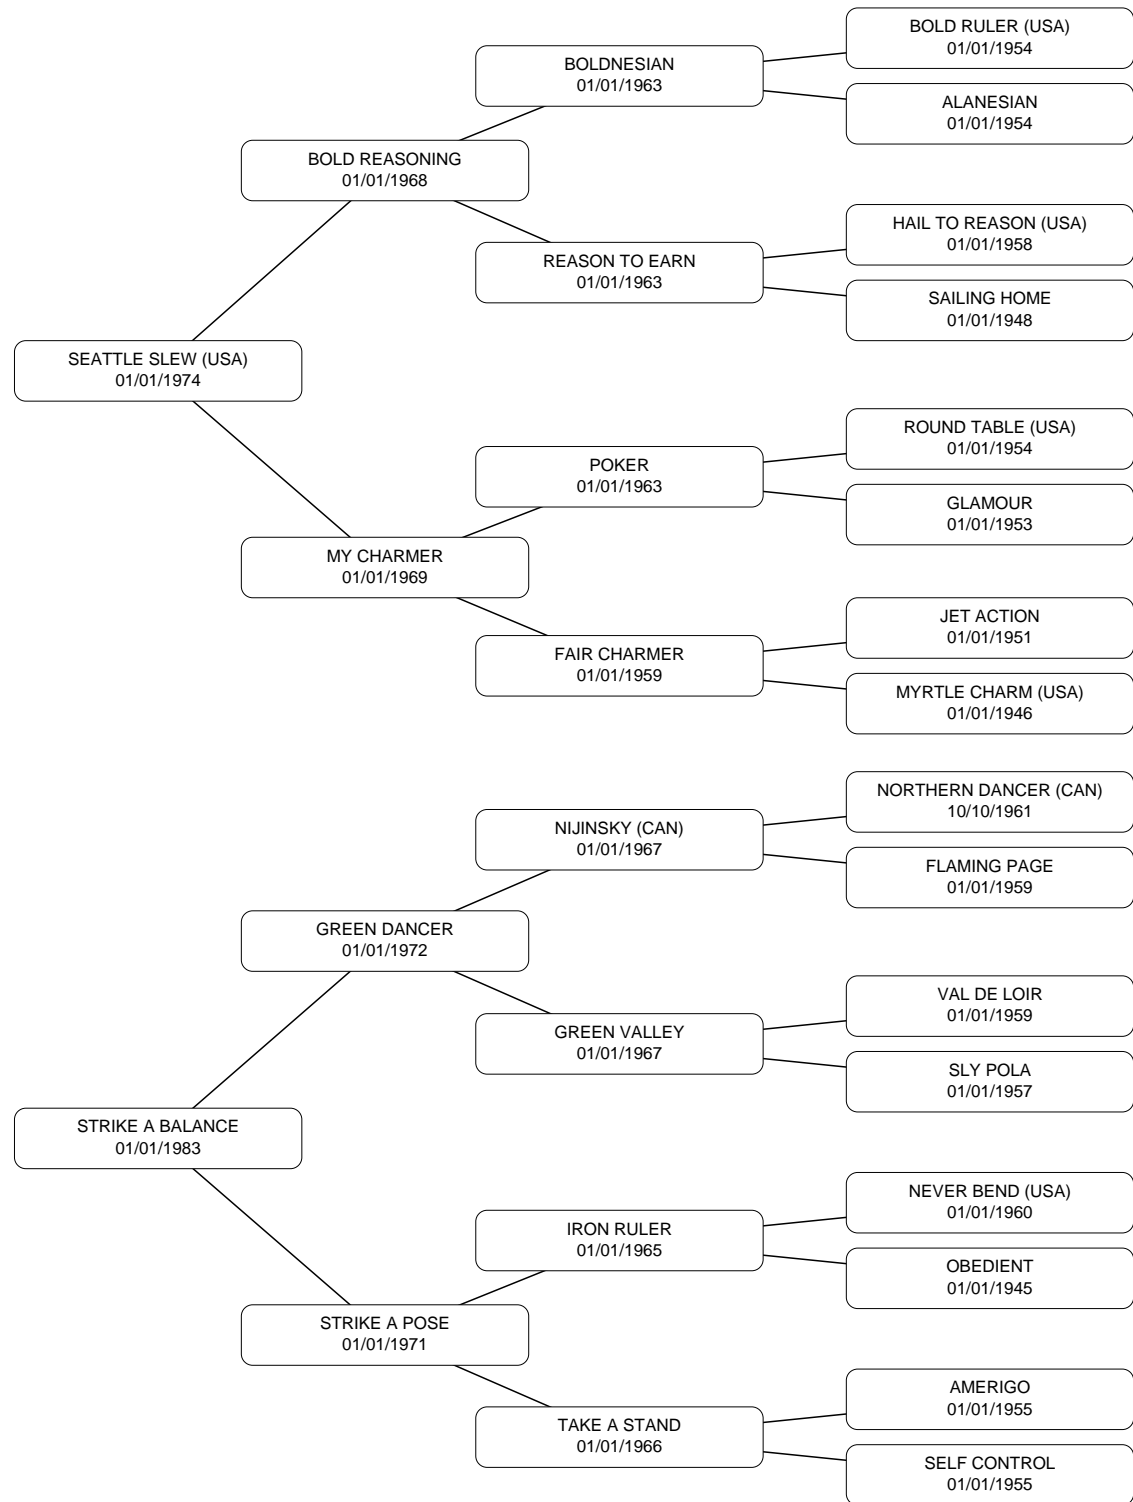 BOLD RULER (USA)
01/01/1954
BOLDNESIAN
01/01/1963
ALANESIAN
01/01/1954
BOLD REASONING
01/01/1968
HAIL TO REASON (USA)
01/01/1958
REASON TO EARN
01/01/1963
SAILING HOME
01/01/1948
SEATTLE SLEW (USA)
01/01/1974
ROUND TABLE (USA)
01/01/1954
POKER
01/01/1963
GLAMOUR
01/01/1953
MY CHARMER
01/01/1969
JET ACTION
01/01/1951
FAIR CHARMER
01/01/1959
MYRTLE CHARM (USA)
01/01/1946
NORTHERN DANCER (CAN)
10/10/1961
NIJINSKY (CAN)
01/01/1967
FLAMING PAGE
01/01/1959
GREEN DANCER
01/01/1972
VAL DE LOIR
01/01/1959
GREEN VALLEY
01/01/1967
SLY POLA
01/01/1957
STRIKE A BALANCE
01/01/1983
NEVER BEND (USA)
01/01/1960
IRON RULER
01/01/1965
OBEDIENT
01/01/1945
STRIKE A POSE
01/01/1971
AMERIGO
01/01/1955
TAKE A STAND
01/01/1966
SELF CONTROL
01/01/1955